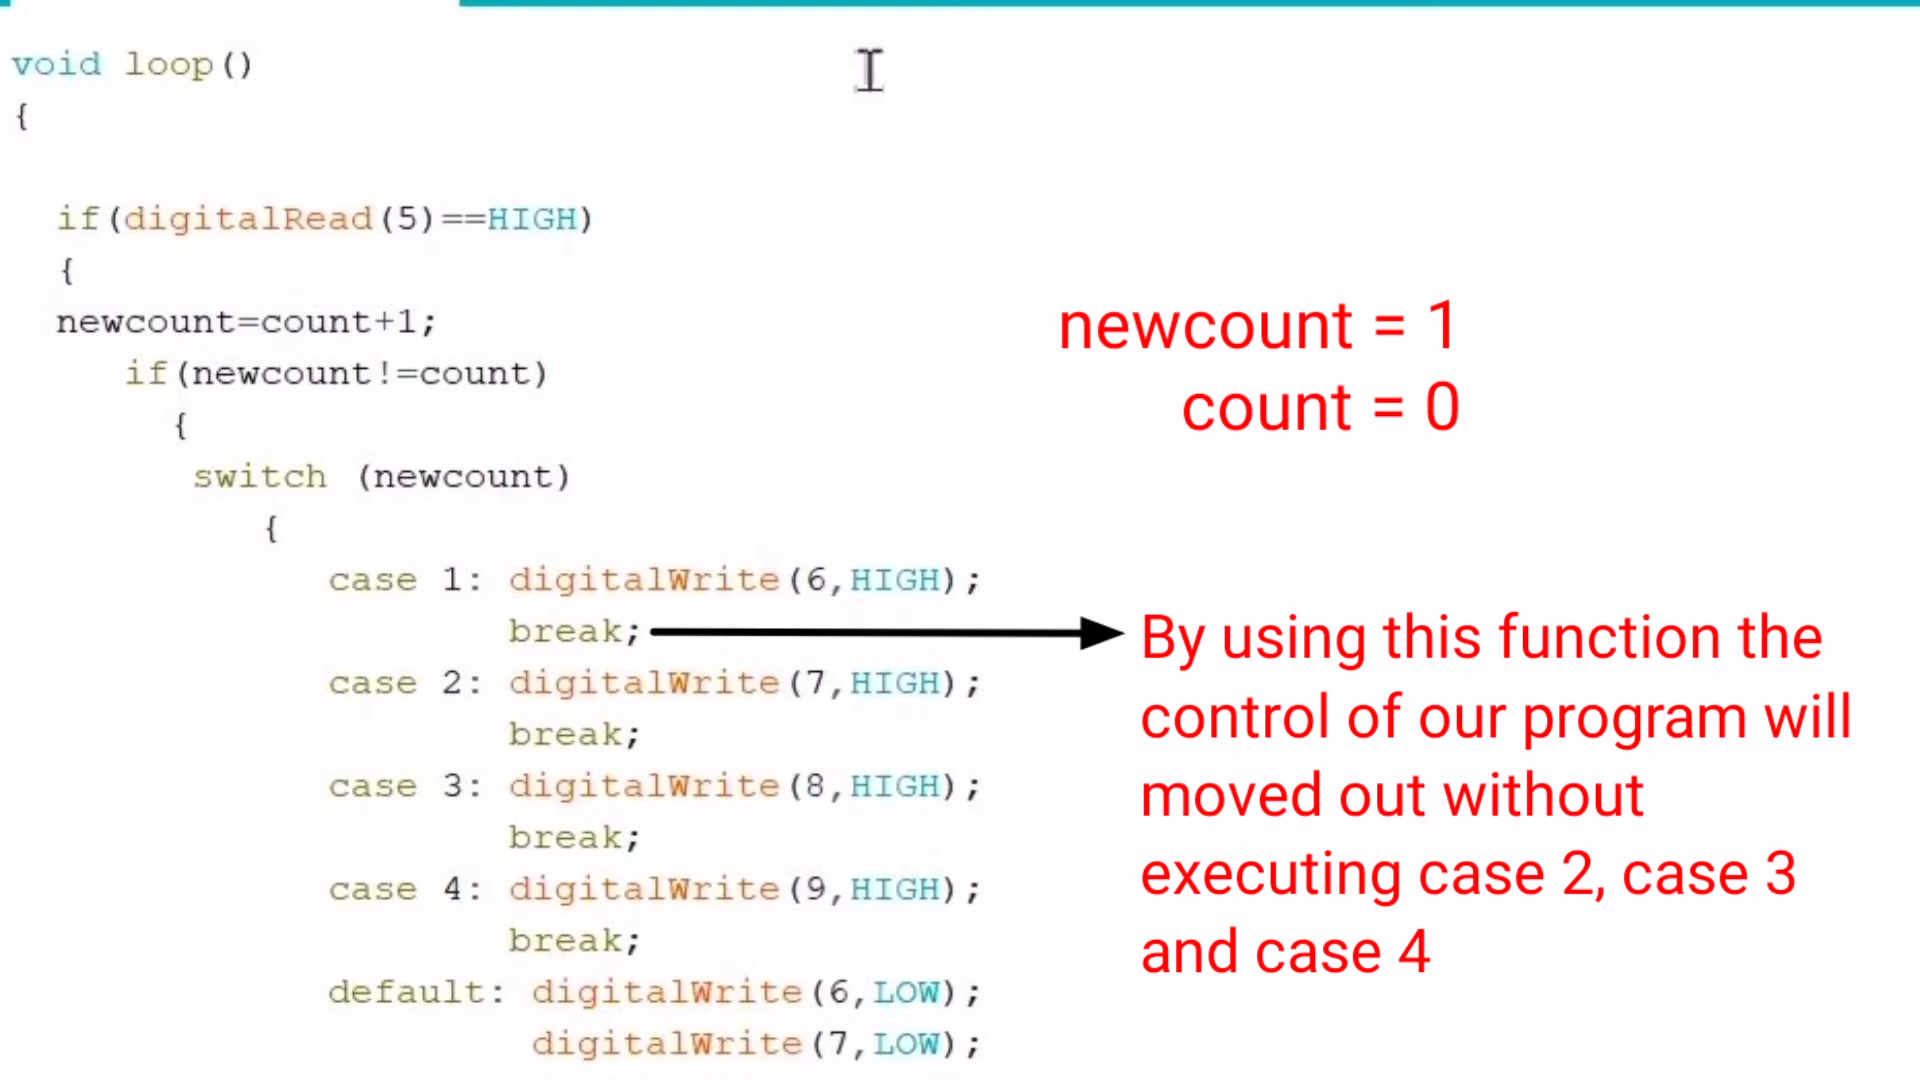 void loop()
{
if(digitalRead(5)==HIGH)
{
newcount=count+1;
if(newcount!=count)
{
switch (newcount)
{
case 1: digitalWrite(6,HIGH);
break;
case 2: digitalWrite(7,HIGH);
break;
case 3: digitalWrite(8,HIGH);
break;
case 4: digitalWrite(9,HIGH);
break;
default: digitalWrite(6,LOW);
digitalWrite(7,LOW);
newcount = 1
count = 0
By using this function the
control of our program will
moved out without
executing case 2, case 3
and case 4